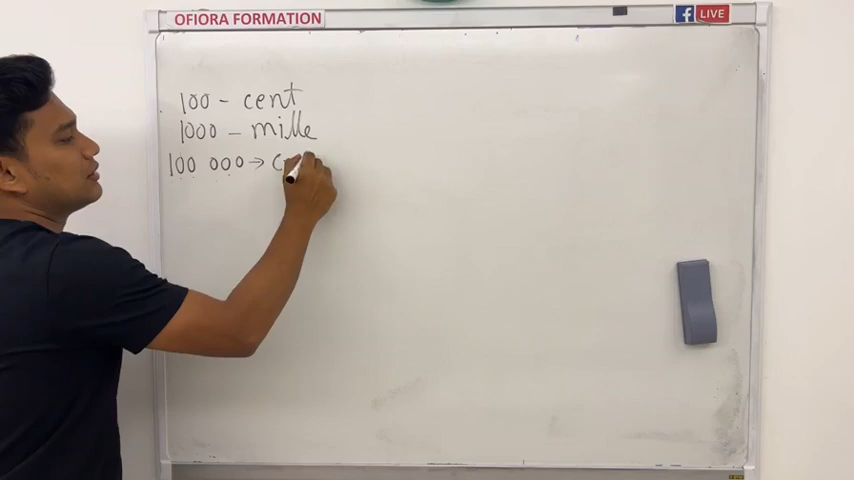 OFIORA FORMATION
f LIVE
100 - cent
1000 - mille
100 000 →